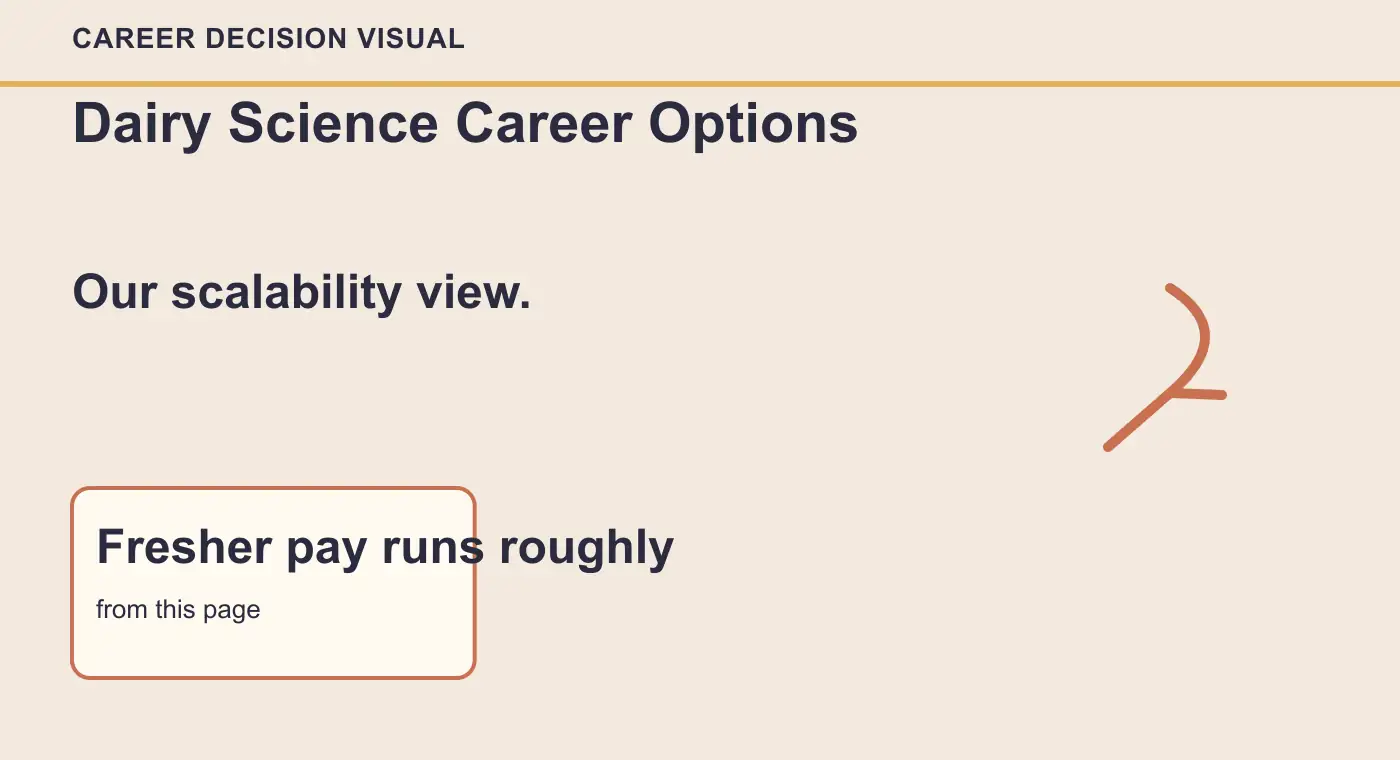 CAREER DECISION VISUAL
Dairy Science Career Options
Our scalability view.
Fresher pay runs roughly
from this page